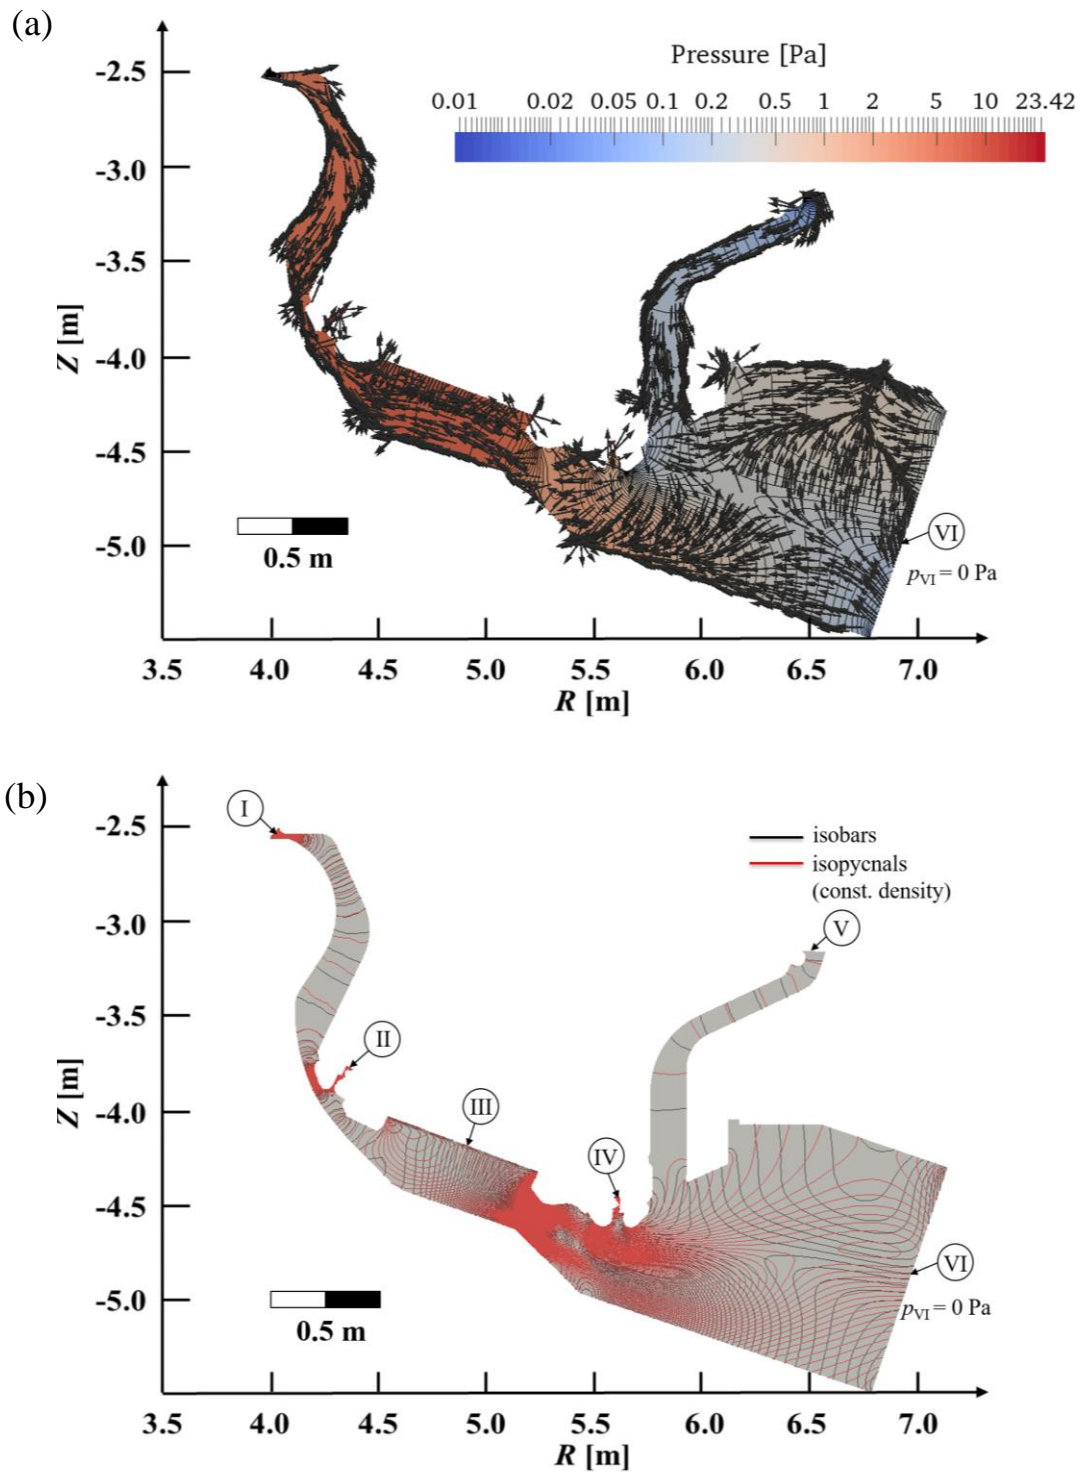 (a)
Pressure [Pa]
0.01 0.02 0.05 0.1 0.2 0.5 1 2 5 10 23.42
-2.5
-3.0
-3.5
-4.0
-4.5
-5.0
Z [m]
0.5 m
VI
pVI = 0 Pa
3.5 4.0 4.5 5.0 5.5 6.0 6.5 7.0
R [m]
(b)
I
-2.5
-3.0
-3.5
-4.0
-4.5
-5.0
Z [m]
isobars
isopycnals
(const. density)
V
II
III
IV
VI
pVI = 0 Pa
0.5 m
3.5 4.0 4.5 5.0 5.5 6.0 6.5 7.0
R [m]